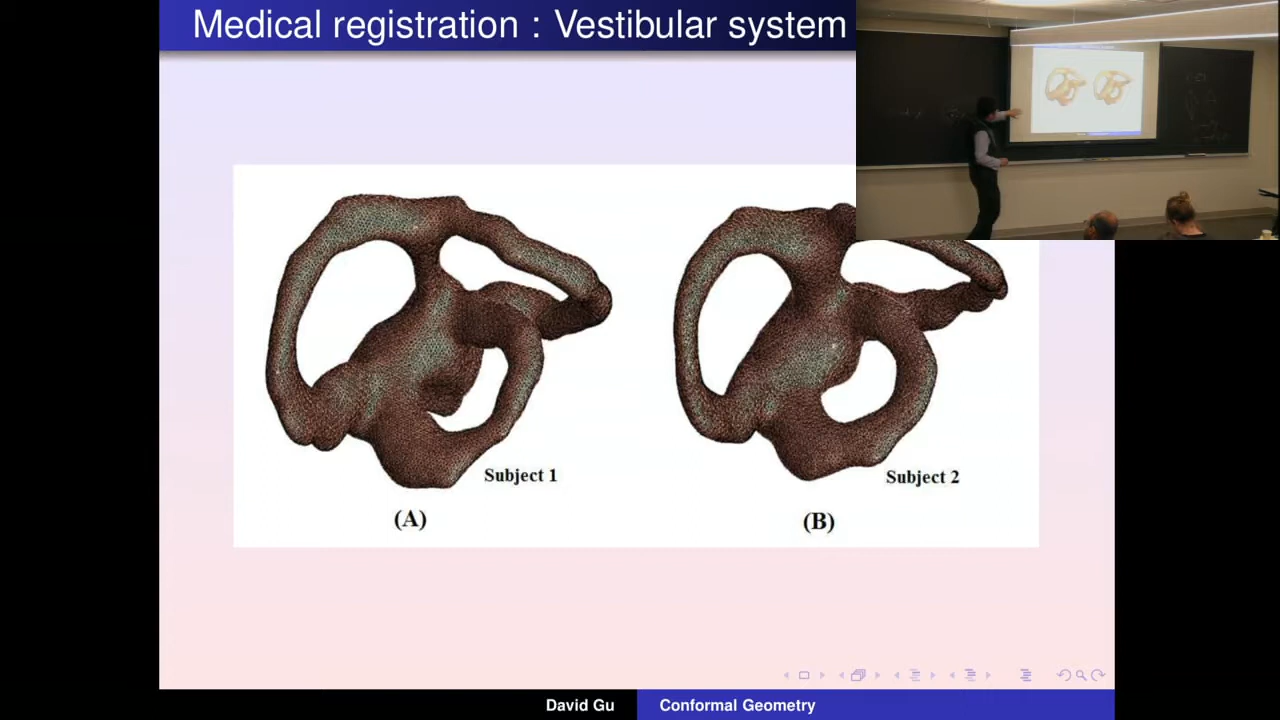 Medical registration : Vestibular system
Subject 1
Subject 2
(A)
(B)
David Gu
Conformal Geometry